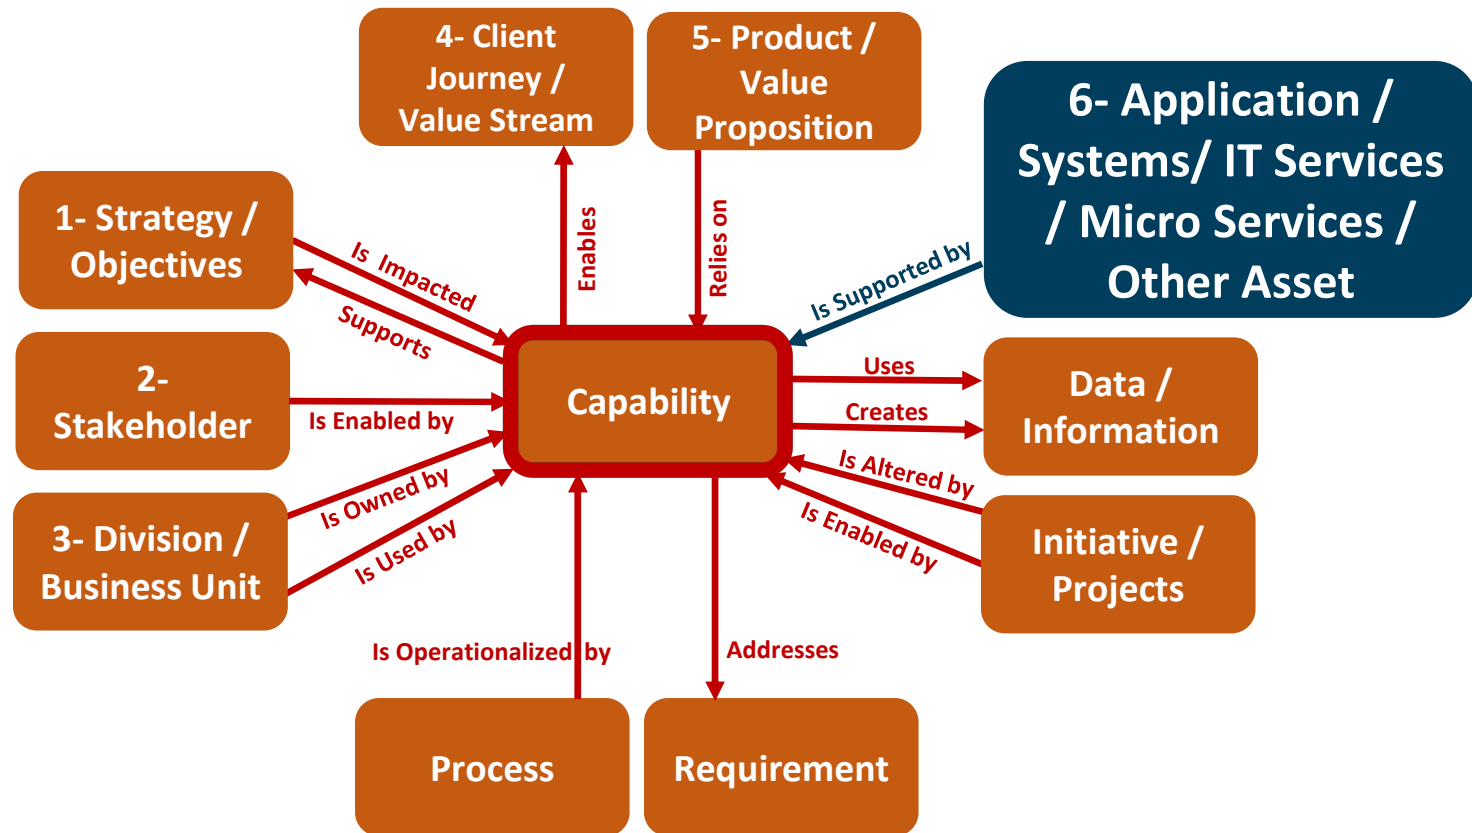 4- Client
Journey /
Value Stream
5- Product /
Value
Proposition
6- Application /
Systems/ IT Services
/ Micro Services /
Other Asset
1- Strategy /
Objectives
Is Impacted
Supports
Enables
Relies on
Is Supported by
2-
Stakeholder
Is Enabled by
Capability
Uses
Creates
Data /
Information
3- Division /
Business Unit
Is Owned by
Is Used by
Is Altered by
Is Enabled by
Initiative /
Projects
Is Operationalized by
Addresses
Process
Requirement